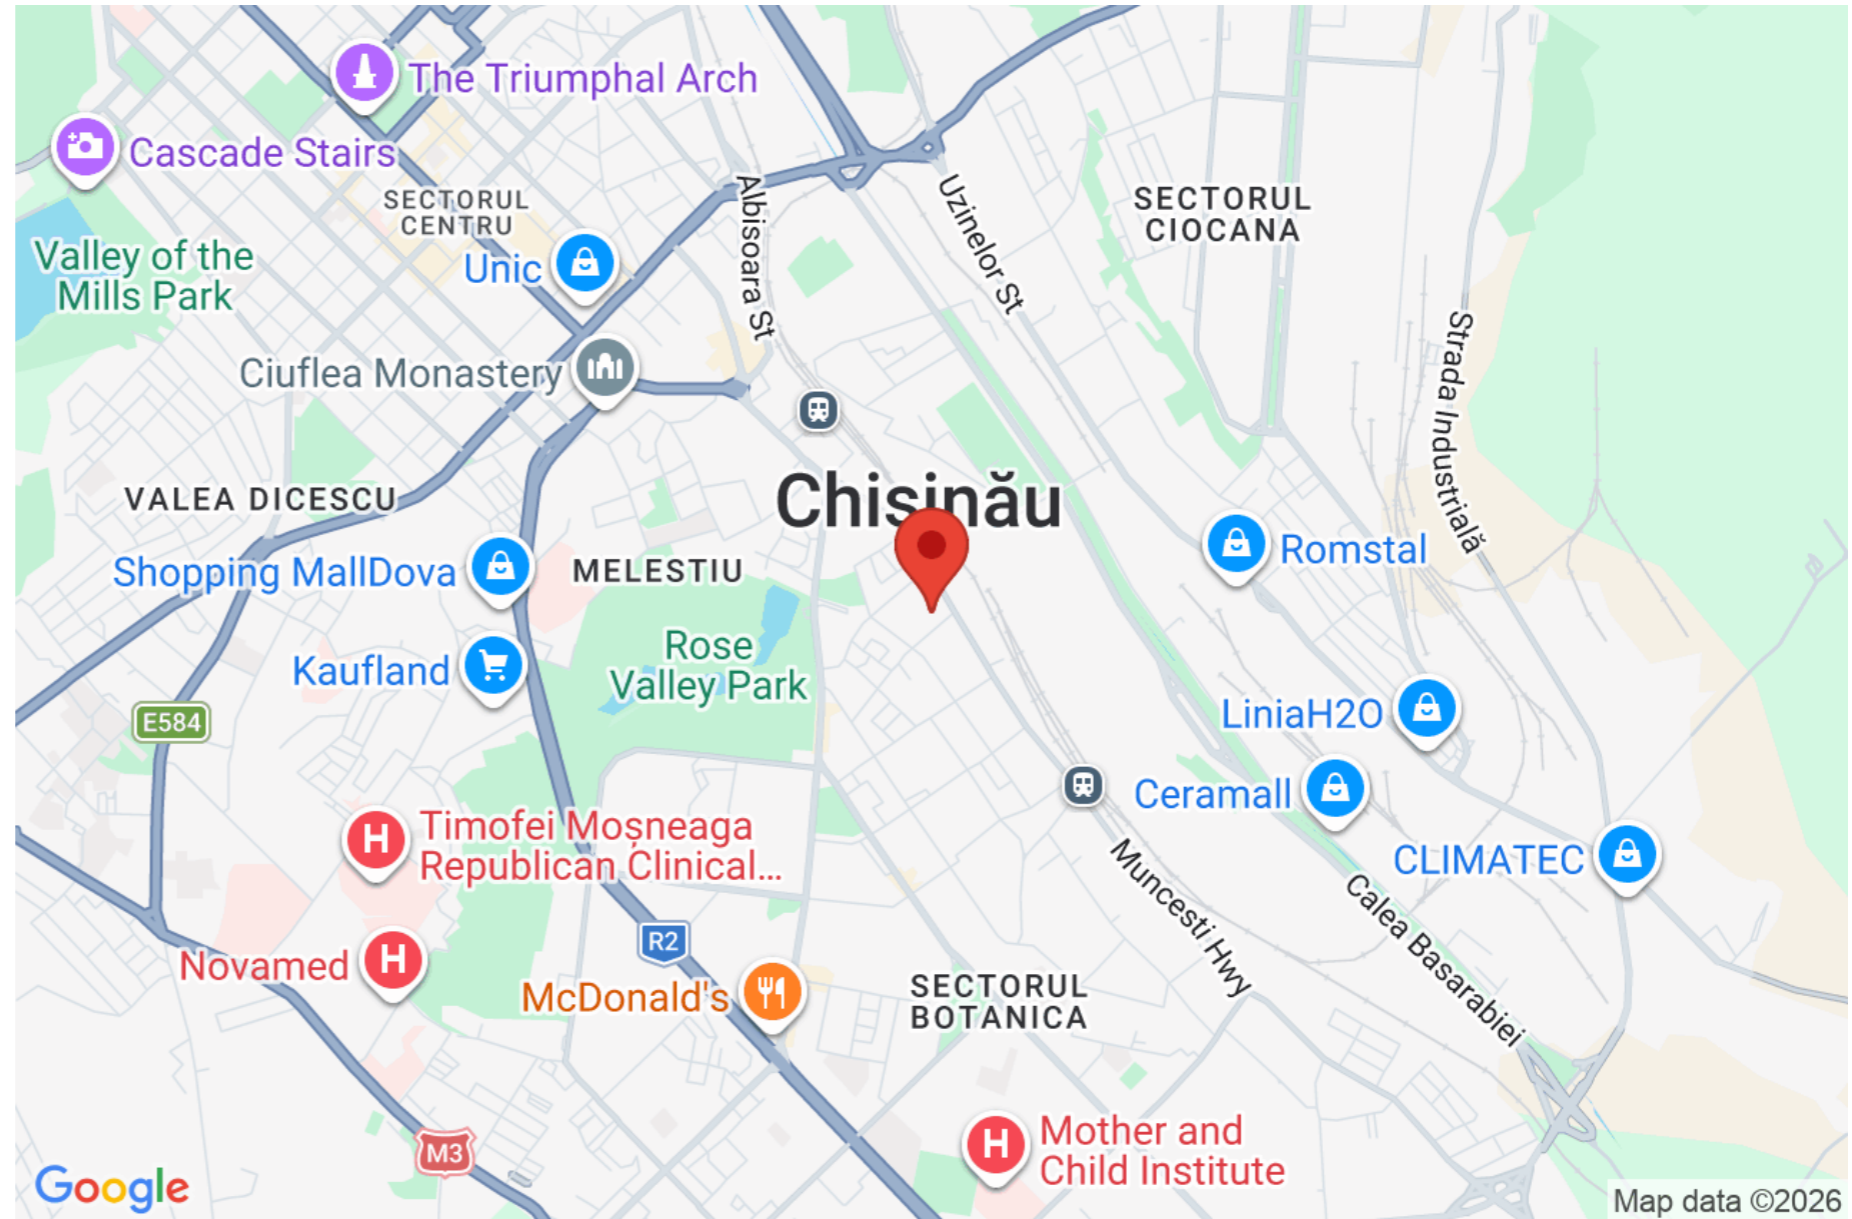 The Triumphal Arch
Cascade Stairs
SECTORUL
CENTRU
Valley of the
Mills Park
Unic
Albisoara St
Uzinelor St
SECTORUL
CIOCANA
Ciuflea Monastery
Strada Industrială
VALEA DICESCU
Chișinău
Shopping MallDova
MELESTIU
Romstal
Rose
Valley Park
Kaufland
E584
LiniaH2O
Ceramall
Timofei Moșneaga
Republican Clinical...
CLIMATEC
Muncesti Hwy
Calea Basarabiei
R2
Novamed
McDonald's
SECTORUL
BOTANICA
M3
Mother and
Child Institute
Google
Map data ©2026